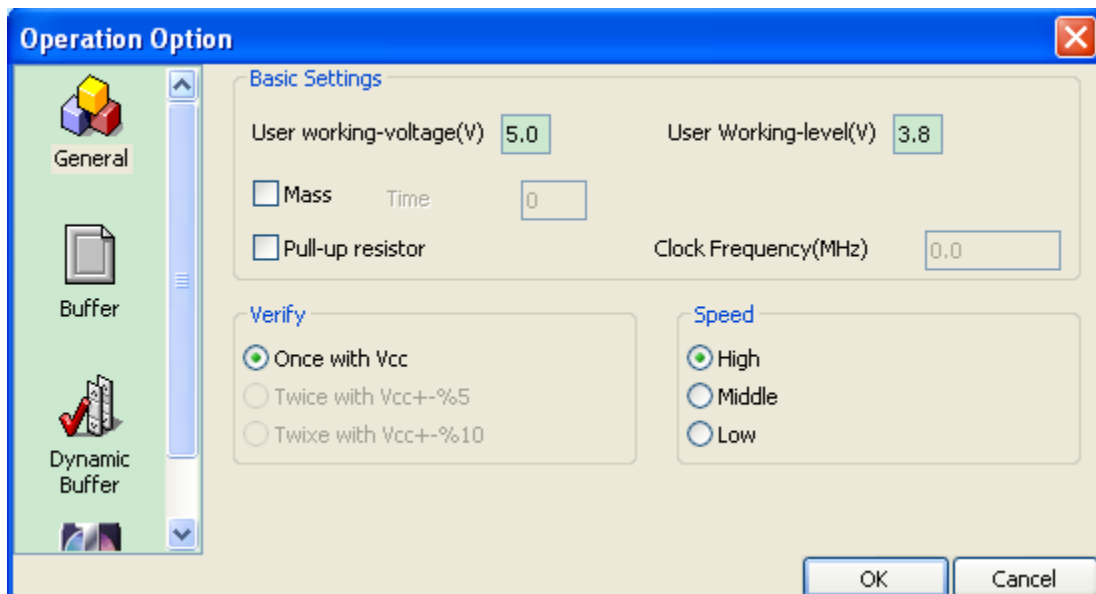 Operation Option
General
Buffer
Dynamic
Buffer
Basic Settings
User working-voltage(V) 5.0 User Working-level(V) 3.8
Mass Time 0
Pull-up resistor Clock Frequency(MHz) 0.0
Verify
Once with Vcc
Twice with Vcc+-%5
Twixe with Vcc+-%10
Speed
High
Middle
Low
OK Cancel